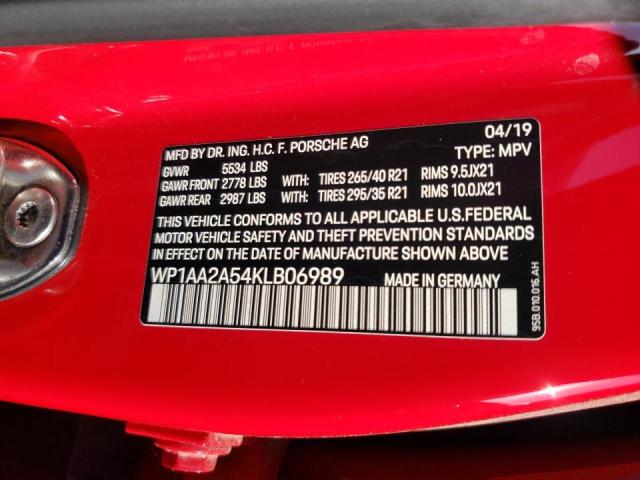 MFD BY DR. ING. H.C. F. PORSCHE AG 04/19
GVWR 5534 LBS TYPE: MPV
GAWR FRONT 2778 LBS WITH: TIRES 265/40 R21 RIMS 9.5JX21
GAWR REAR 2987 LBS WITH: TIRES 295/35 R21 RIMS 10.0JX21
THIS VEHICLE CONFORMS TO ALL APPLICABLE U.S.FEDERAL
MOTOR VEHICLE SAFETY AND THEFT PREVENTION STANDARDS
IN EFFECT ON THE DATE OF MANUFACTURE SHOWN ABOVE
WP1AA2A54KLB06989 MADE IN GERMANY
95B.010.016.AH